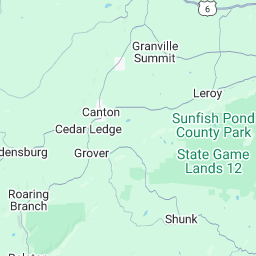 6
Granville
Summit
Leroy
Canton
Sunfish Pond
County Park
Cedar Ledge
densburg
Grover
State Game
Lands 12
Roaring
Branch
Shunk